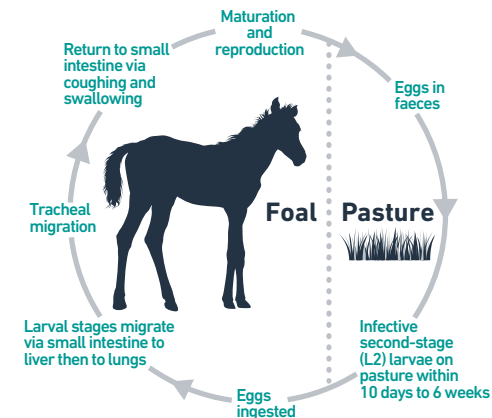 Maturation
and
reproduction
Return to small
intestine via
coughing and
swallowing
Eggs in
faeces
Tracheal
migration
Foal
Pasture
Larval stages migrate
via small intestine to
liver then to lungs
Infective
second-stage
(L2) larvae on
pasture within
10 days to 6 weeks
Eggs
ingested